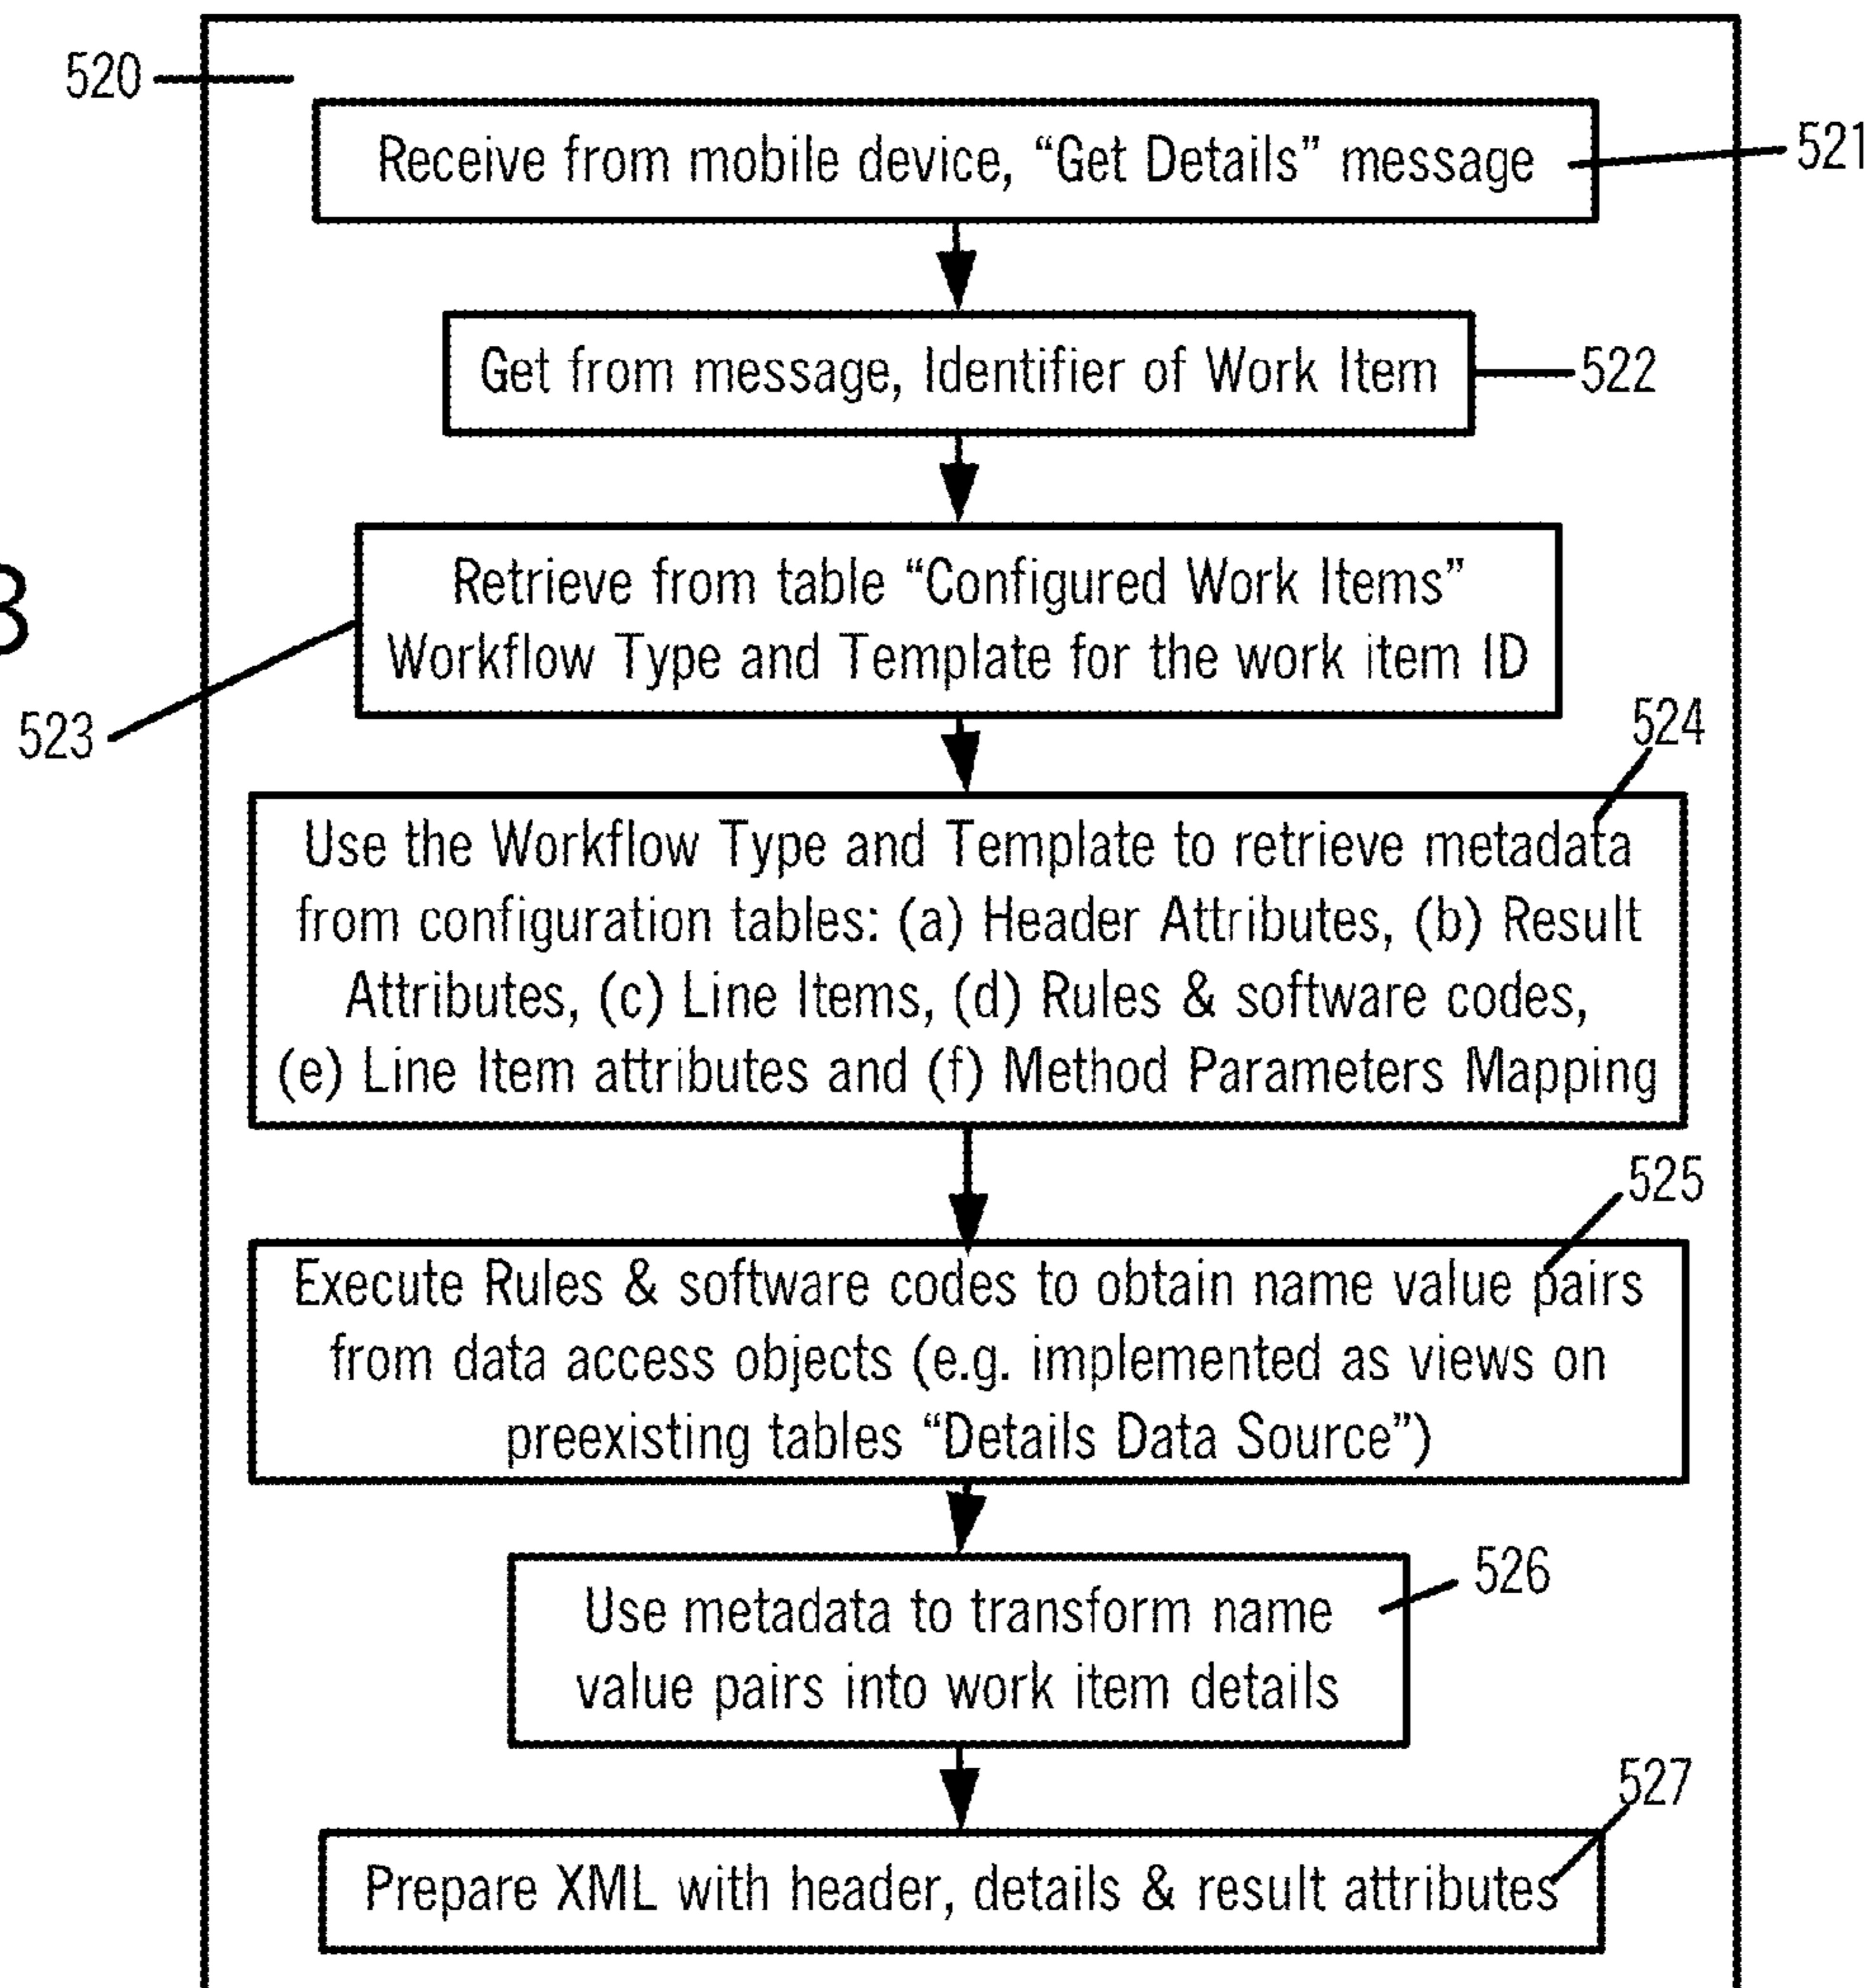 520
Receive from mobile device, “Get Details” message
521
Get from message, Identifier of Work Item
522
Retrieve from table “Configured Work Items”
Workflow Type and Template for the work item ID
523
524
Use the Workflow Type and Template to retrieve metadata
from configuration tables: (a) Header Attributes, (b) Result
Attributes, (c) Line Items, (d) Rules & software codes,
(e) Line Item attributes and (f) Method Parameters Mapping
525
Execute Rules & software codes to obtain name value pairs
from data access objects (e.g. implemented as views on
preexisting tables “Details Data Source”)
526
Use metadata to transform name
value pairs into work item details
527
Prepare XML with header, details & result attributes